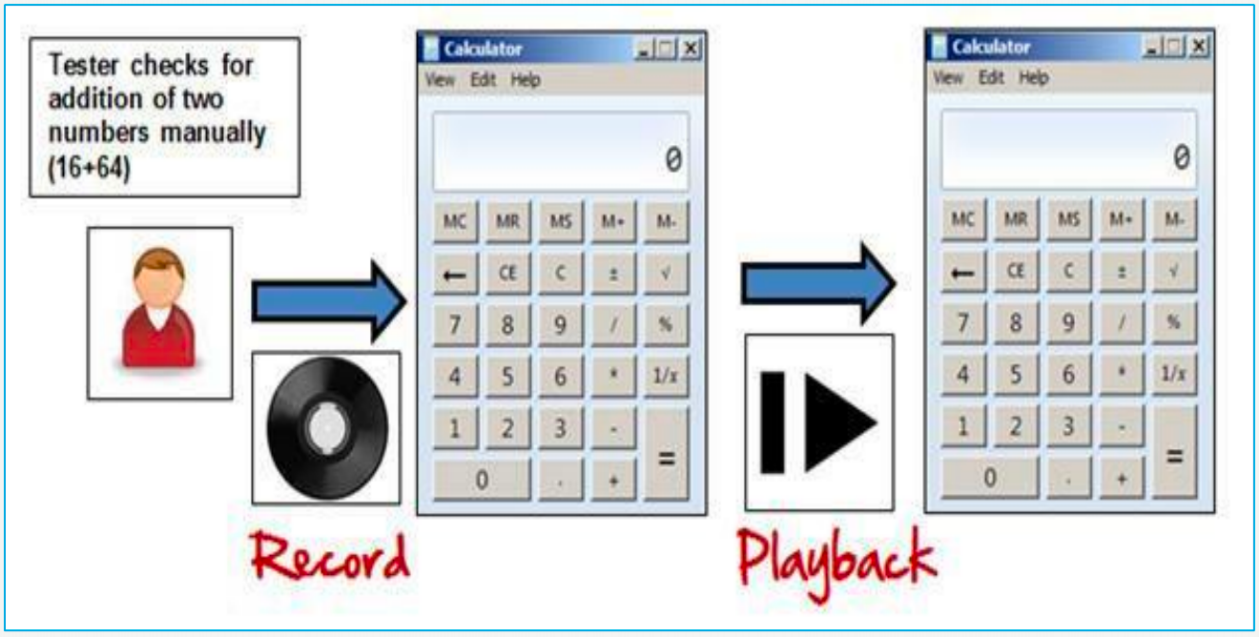 Tester checks for
addition of two
numbers manually
(16+64)
Calculator
View Edit Help
0
MC MR MS M+ M-
← CE C ± √
7 8 9 / %
4 5 6 * 1/x
1 2 3 - =
0 . +
Record
Calculator
View Edit Help
0
MC MR MS M+ M-
← CE C ± √
7 8 9 / %
4 5 6 * 1/x
1 2 3 - =
0 . +
Playback